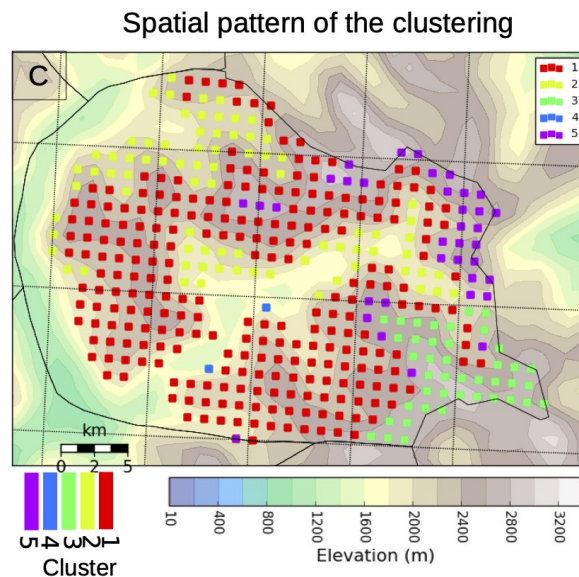 Spatial pattern of the clustering
C
1
2
3
4
5
km
0 2 5
5 4 3 2 1
Cluster
10 400 800 1200 1600 2000 2400 2800 3200
Elevation (m)